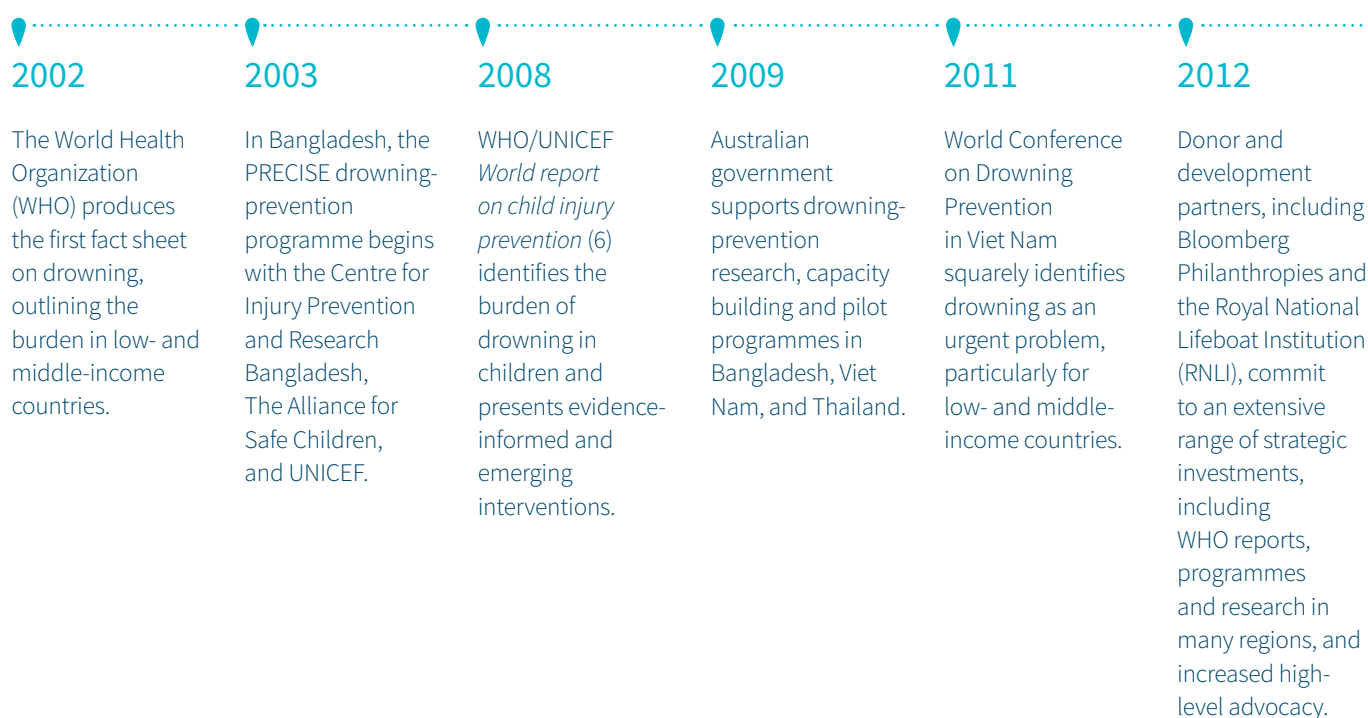 2002
The World Health
Organization
(WHO) produces
the first fact sheet
on drowning,
outlining the
burden in low- and
middle-income
countries.
2003
In Bangladesh, the
PRECISE drowning-
prevention
programme begins
with the Centre for
Injury Prevention
and Research
Bangladesh,
The Alliance for
Safe Children,
and UNICEF.
2008
WHO/UNICEF
World report
on child injury
prevention (6)
identifies the
burden of
drowning in
children and
presents evidence-
informed and
emerging
interventions.
2009
Australian
government
supports drowning-
prevention
research, capacity
building and pilot
programmes in
Bangladesh, Viet
Nam, and Thailand.
2011
World Conference
on Drowning
Prevention
in Viet Nam
squarely identifies
drowning as an
urgent problem,
particularly for
low- and middle-
income countries.
2012
Donor and
development
partners, including
Bloomberg
Philanthropies and
the Royal National
Lifeboat Institution
(RNLI), commit
to an extensive
range of strategic
investments,
including
WHO reports,
programmes
and research in
many regions, and
increased high-
level advocacy.